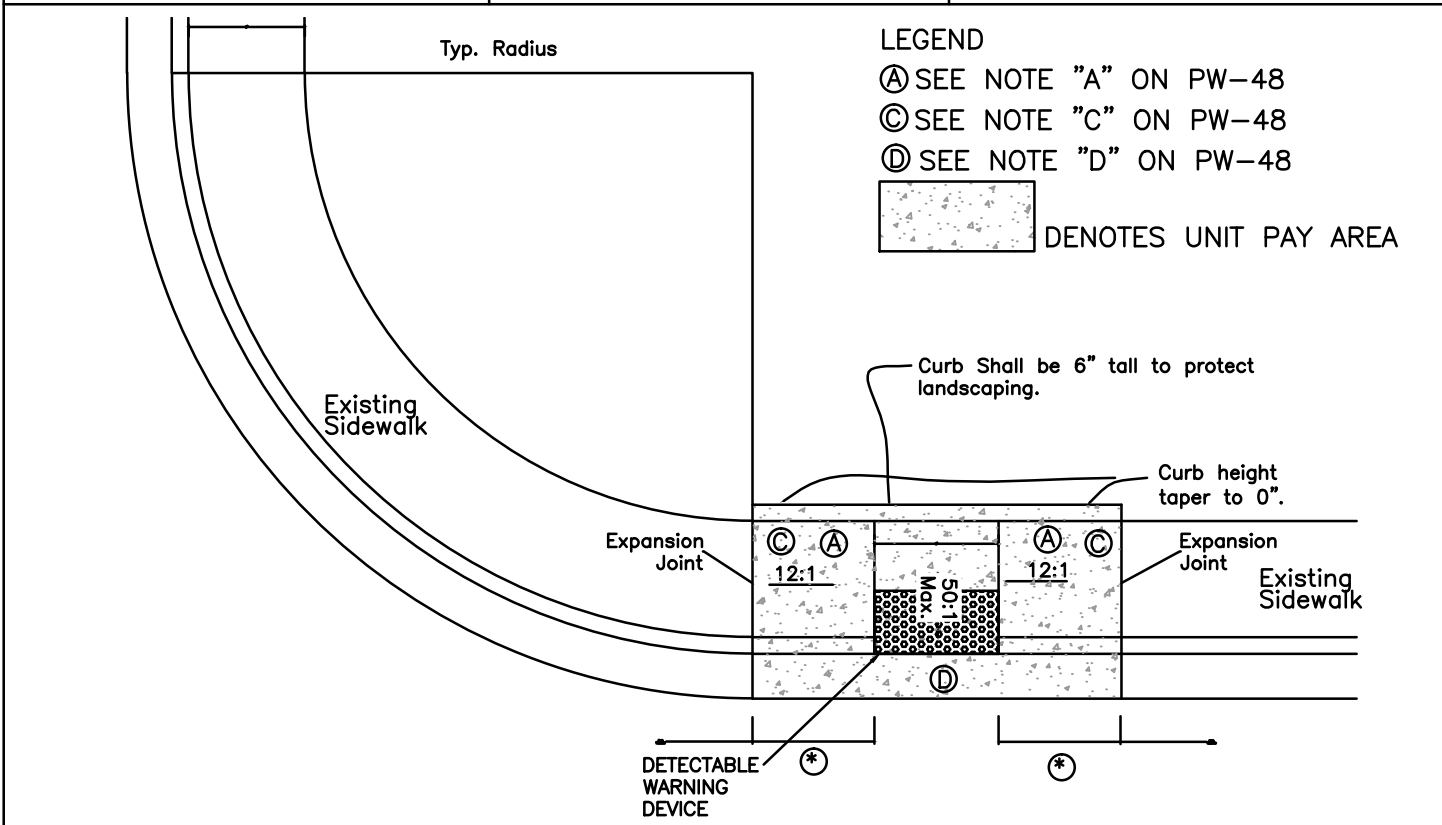 Typ. Radius
LEGEND
Ⓐ SEE NOTE "A" ON PW-48
Ⓒ SEE NOTE "C" ON PW-48
Ⓓ SEE NOTE "D" ON PW-48
DENOTES UNIT PAY AREA
Curb Shall be 6" tall to protect
landscaping.
Existing
Sidewalk
Curb height
taper to 0".
Expansion
Joint
Ⓒ Ⓐ
12:1
50:1
Max.
Ⓐ Ⓒ
12:1
Expansion
Joint
Existing
Sidewalk
Ⓓ
DETECTABLE
WARNING
DEVICE
*
*